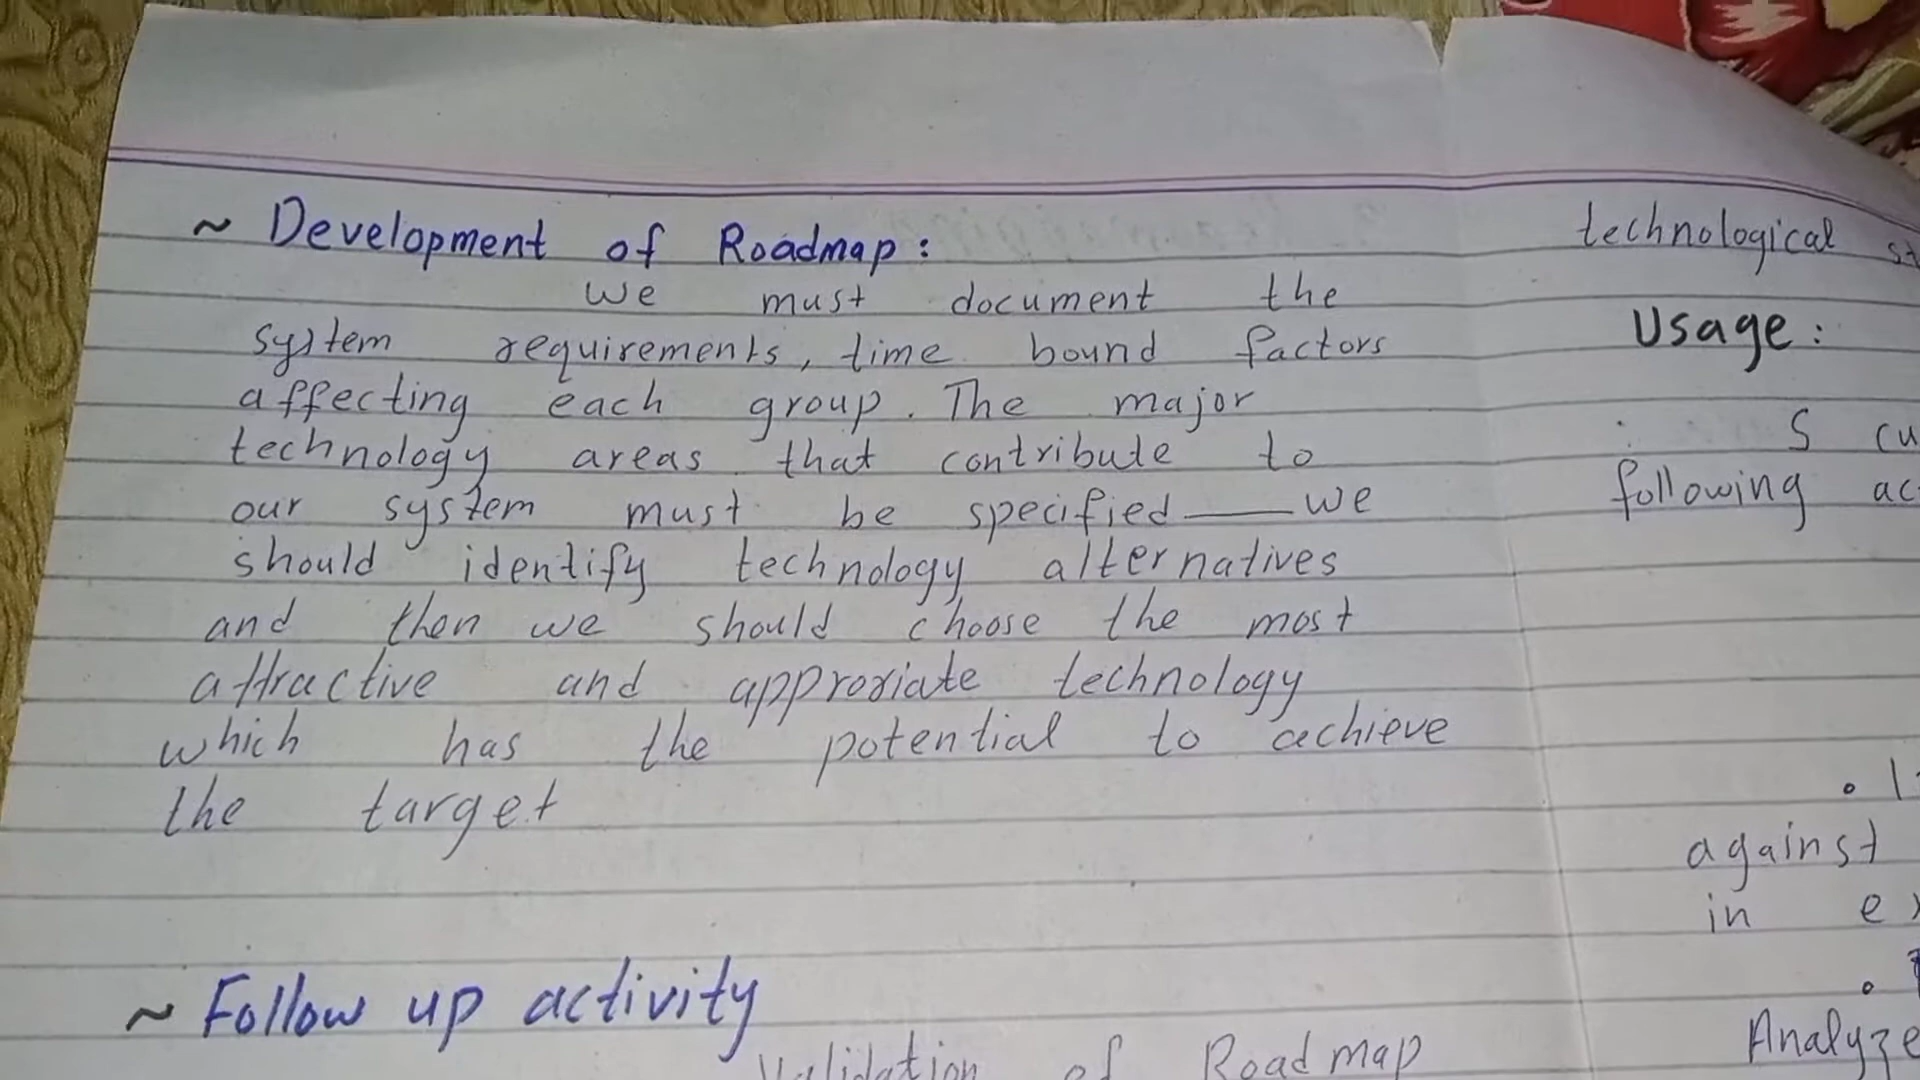 ~ Development of Roadmap:
we must document the
system requirements, time bound factors
affecting each group. The major
technology areas that contribute to
our system must be specified — we
should identify technology alternatives
and then we should choose the most
attractive and approriate technology
which has the potential to achieve
the target
~ Follow up activity
Validation of Roadmap
technological
Usage:
S
following
against
in
Analyze